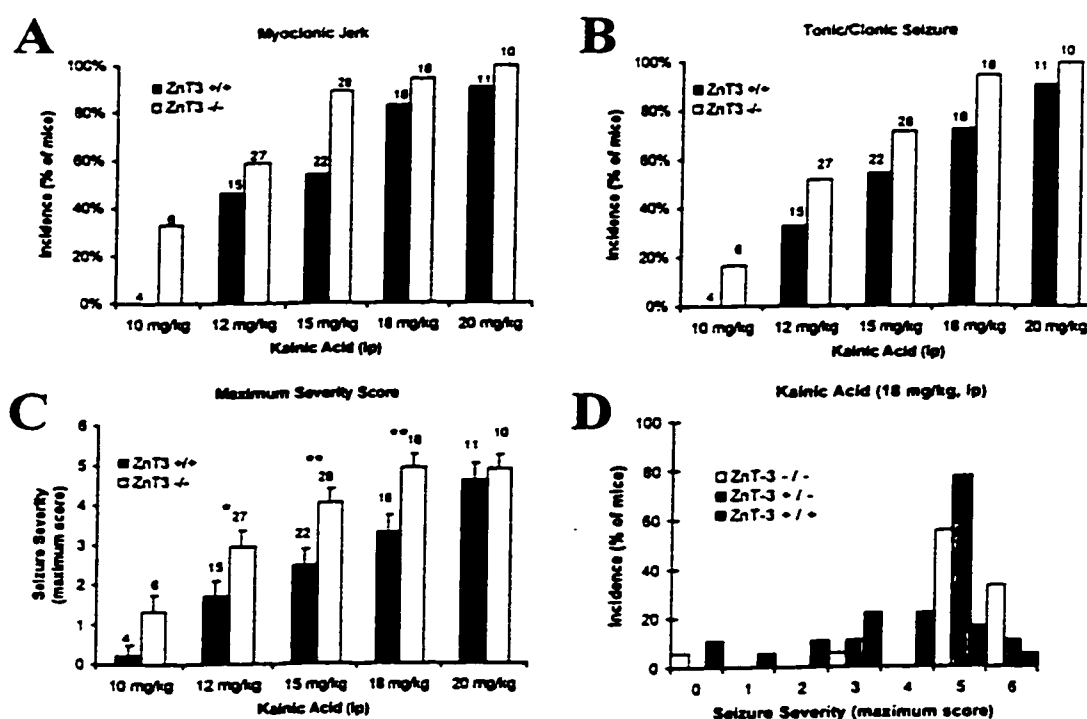 A
Myoclonic Jerk
Incidence (% of mice)
100%
80%
60%
40%
20%
0%
ZnT3 +/+
ZnT3 -/-
4
6
15
27
22
28
18
18
11
10
10 mg/kg
12 mg/kg
15 mg/kg
18 mg/kg
20 mg/kg
Kainic Acid (ip)
B
Tonic/Clonic Seizure
Incidence (% of mice)
100%
80%
60%
40%
20%
0%
ZnT3 +/+
ZnT3 -/-
4
6
15
27
22
28
18
18
11
10
10 mg/kg
12 mg/kg
15 mg/kg
18 mg/kg
20 mg/kg
Kainic Acid (ip)
C
Maximum Severity Score
Seizure Severity
(maximum score)
6
5
4
3
2
1
0
ZnT3 +/+
ZnT3 -/-
4
6
15
*
27
22
**
28
18
**
18
11
10
10 mg/kg
12 mg/kg
15 mg/kg
18 mg/kg
20 mg/kg
Kainic Acid (ip)
D
Kainic Acid (18 mg/kg, ip)
Incidence (% of mice)
100
80
60
40
20
0
ZnT-3 - / -
ZnT-3 + / -
ZnT-3 + / +
0
1
2
3
4
5
6
Seizure Severity (maximum score)